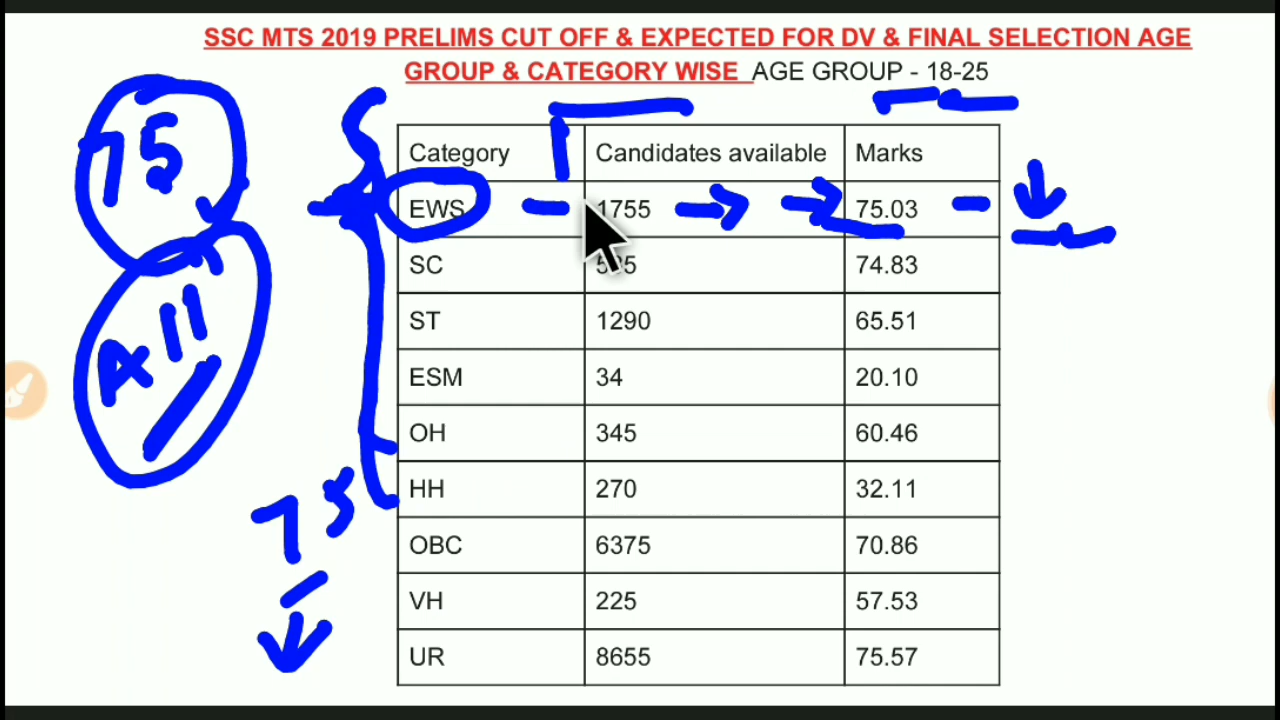 SSC MTS 2019 PRELIMS CUT OFF & EXPECTED FOR DV & FINAL SELECTION AGE
GROUP & CATEGORY WISE AGE GROUP - 18-25
75
All
75
Category Candidates available Marks
EWS 1755 75.03
SC 74.83
ST 1290 65.51
ESM 34 20.10
OH 345 60.46
HH 270 32.11
OBC 6375 70.86
VH 225 57.53
UR 8655 75.57